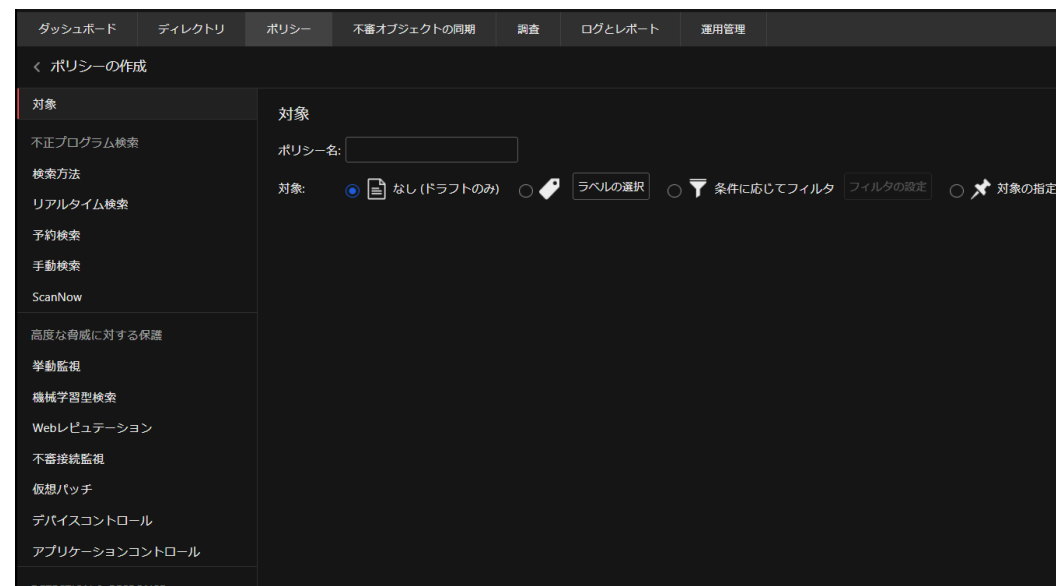 ダッシュボード ディレクトリ ポリシー 不審オブジェクトの同期 調査 ログとレポート 運用管理
< ポリシーの作成
対象
不正プログラム検索
検索方法
リアルタイム検索
予約検索
手動検索
ScanNow
高度な脅威に対する保護
挙動監視
機械学習型検索
Webレピュテーション
不審接続監視
仮想パッチ
デバイスコントロール
アプリケーションコントロール
対象
ポリシー名:
対象: なし (ドラフトのみ) ラベルの選択 条件に応じてフィルタ フィルタの設定 対象の指定